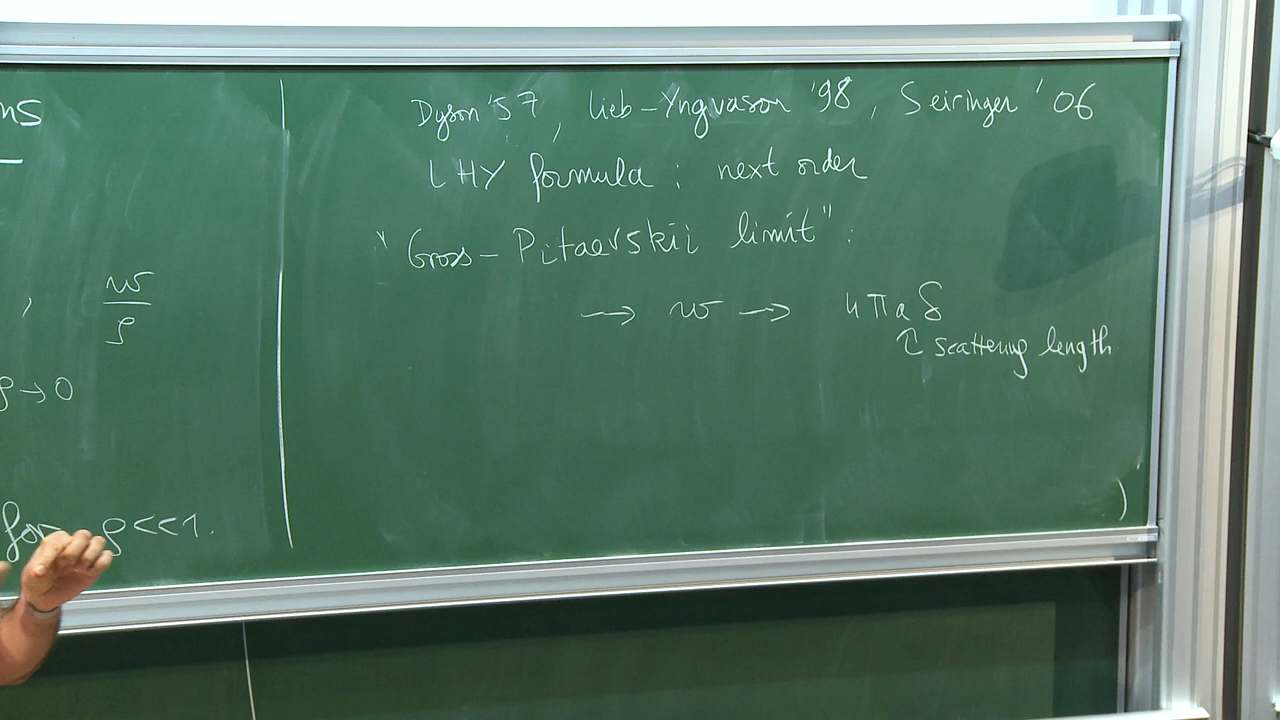 ns
, w/ρ
ρ → 0
for ρ << 1.
Dyson '57, Lieb-Yngvason '98, Seiringer '06
LHY formula : next order
"Gross-Pitaevskii limit" :
→ w → 4πaδ
↑ scattering length
)